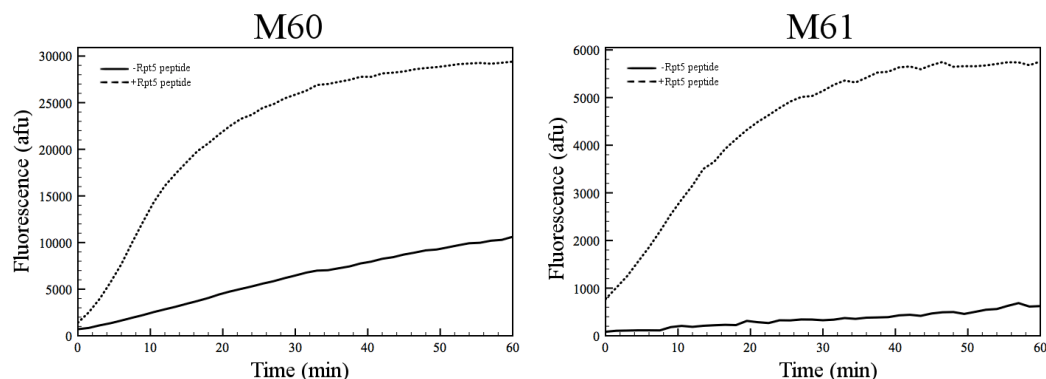 M60
30000
25000
20000
15000
10000
5000
0
Fluorescence (afu)
-Rpt5 peptide
+Rpt5 peptide
0 10 20 30 40 50 60
Time (min)
M61
6000
5000
4000
3000
2000
1000
0
Fluorescence (afu)
-Rpt5 peptide
+Rpt5 peptide
0 10 20 30 40 50 60
Time (min)